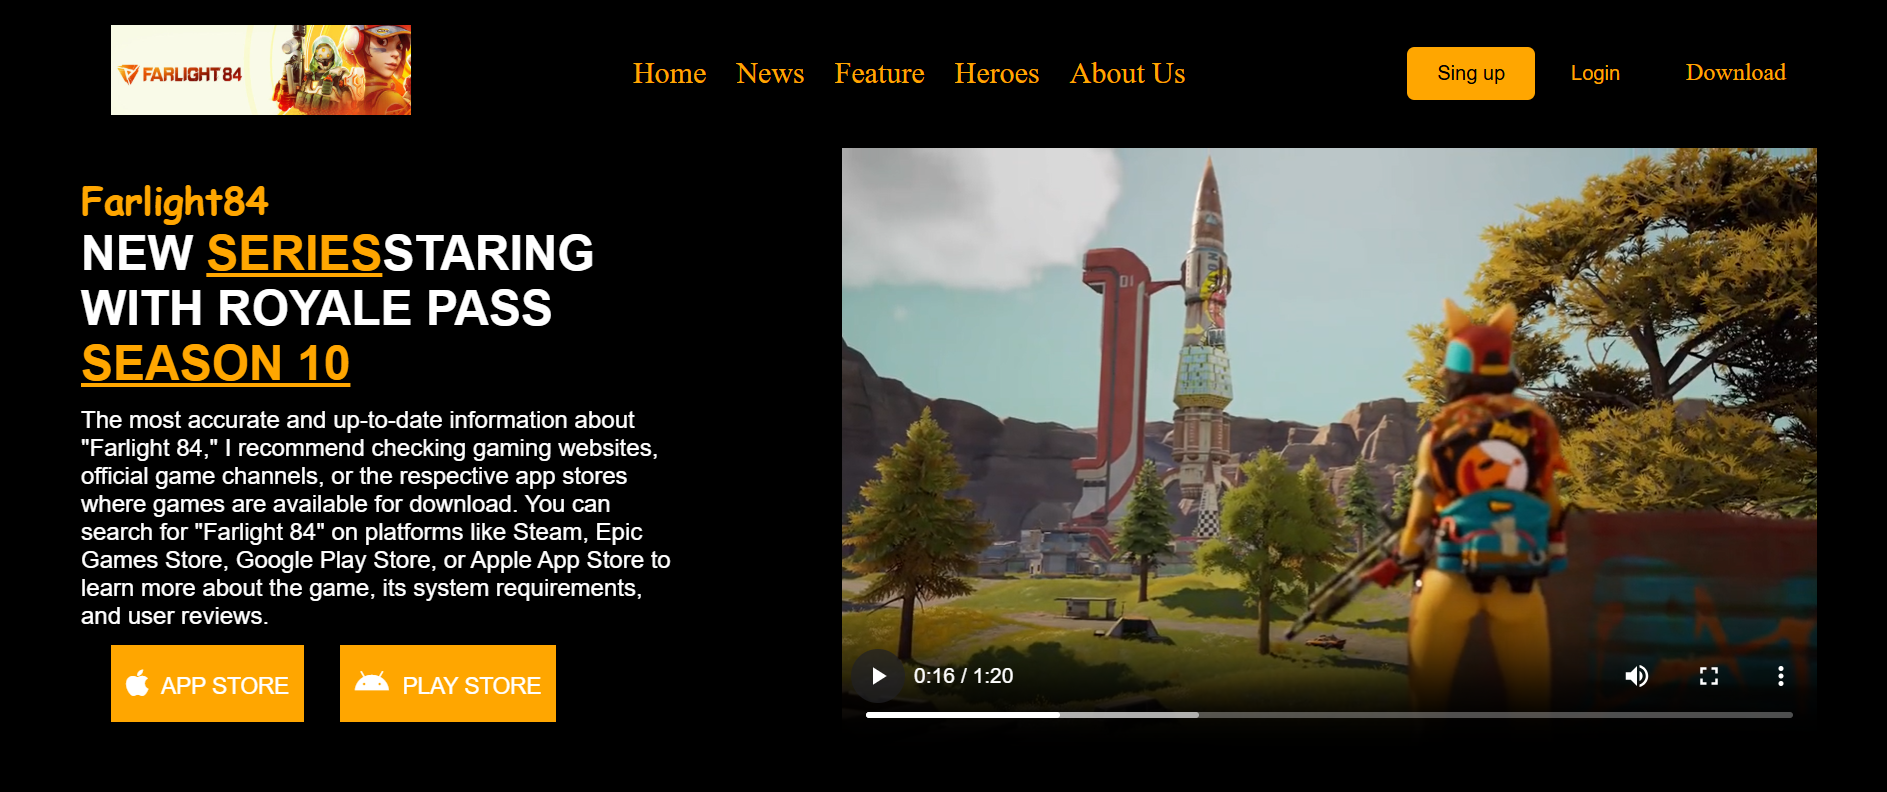 FARLIGHT 84
Home News Feature Heroes About Us
Sing up Login Download
Farlight84
NEW SERIESSTARING
WITH ROYALE PASS
SEASON 10
The most accurate and up-to-date information about
"Farlight 84," I recommend checking gaming websites,
official game channels, or the respective app stores
where games are available for download. You can
search for "Farlight 84" on platforms like Steam, Epic
Games Store, Google Play Store, or Apple App Store to
learn more about the game, its system requirements,
and user reviews.
APP STORE
PLAY STORE
01
0:16 / 1:20